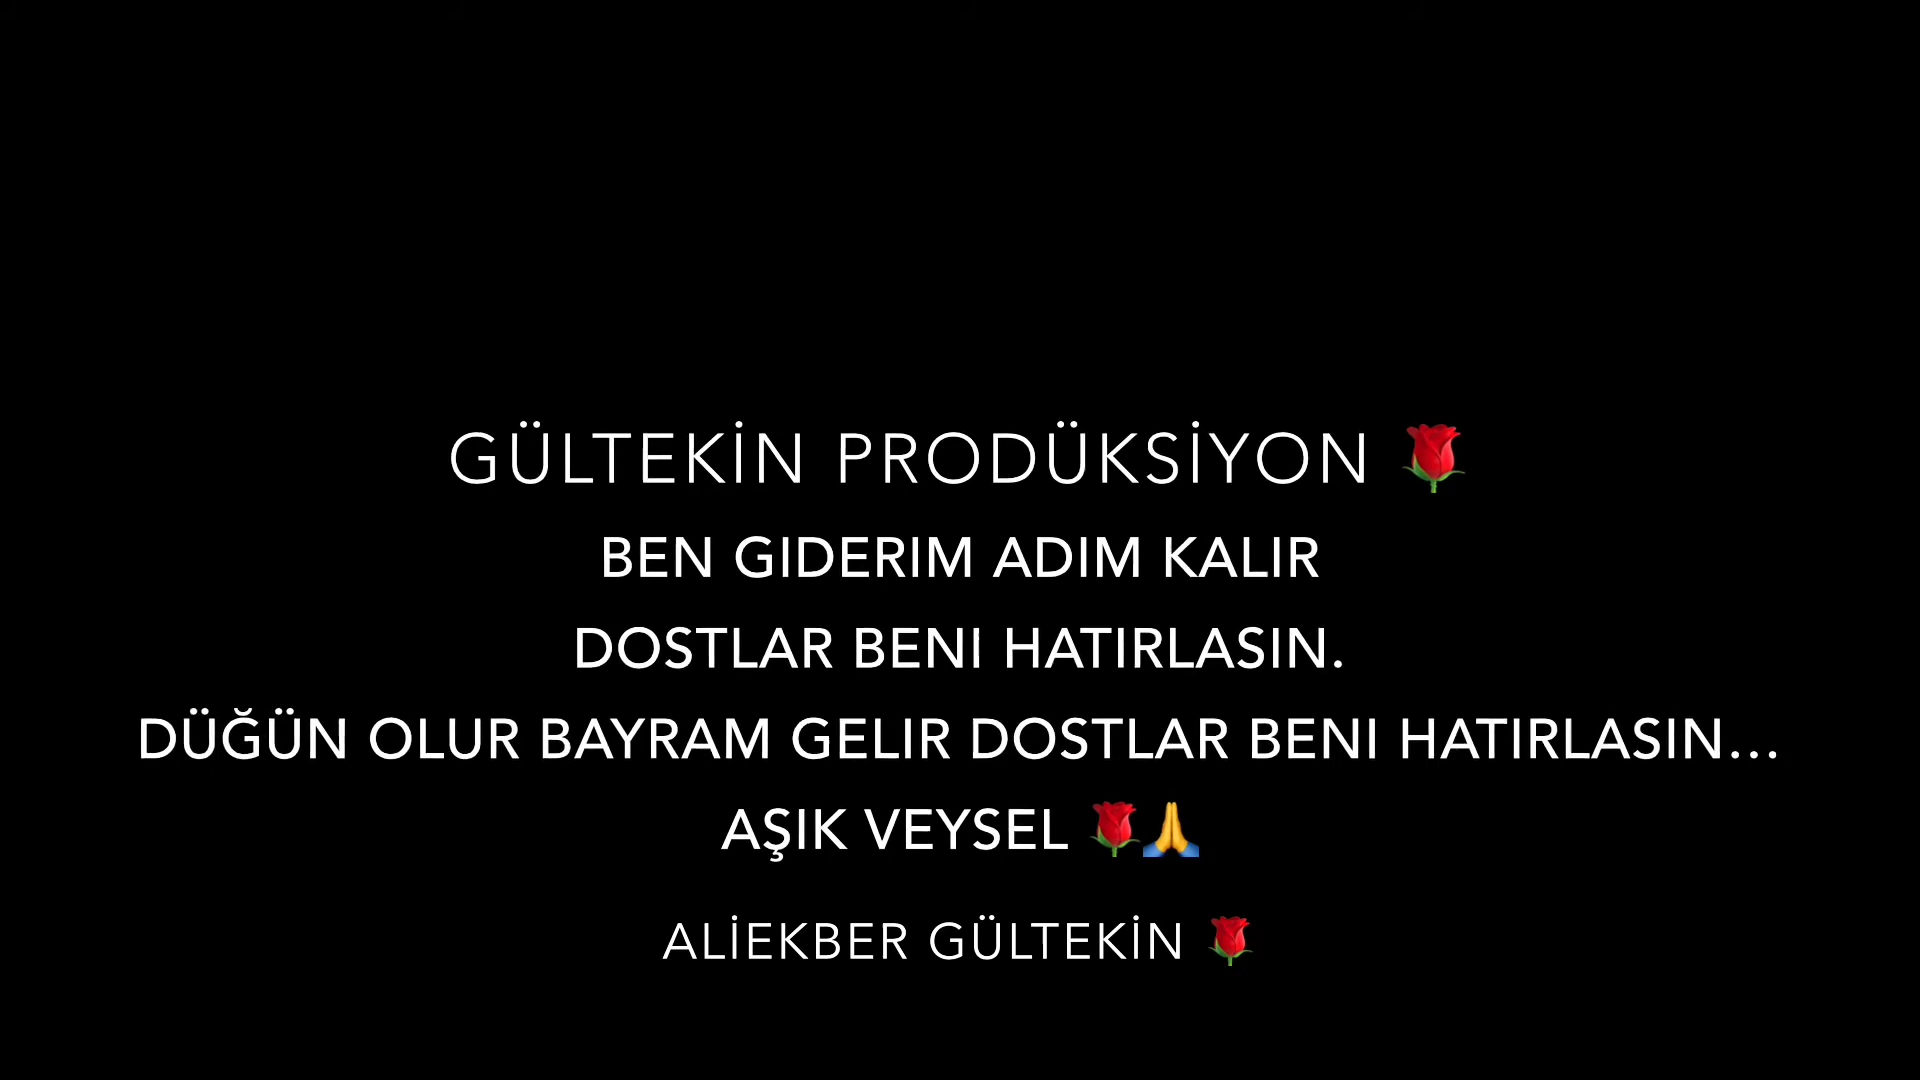 GÜLTEKİN PRODÜKSİYON 🌹
BEN GIDERIM ADIM KALIR
DOSTLAR BENI HATIRLASIN.
DÜĞÜN OLUR BAYRAM GELIR DOSTLAR BENI HATIRLASIN...
AŞIK VEYSEL 🌹🙏
ALİEKBER GÜLTEKİN 🌹